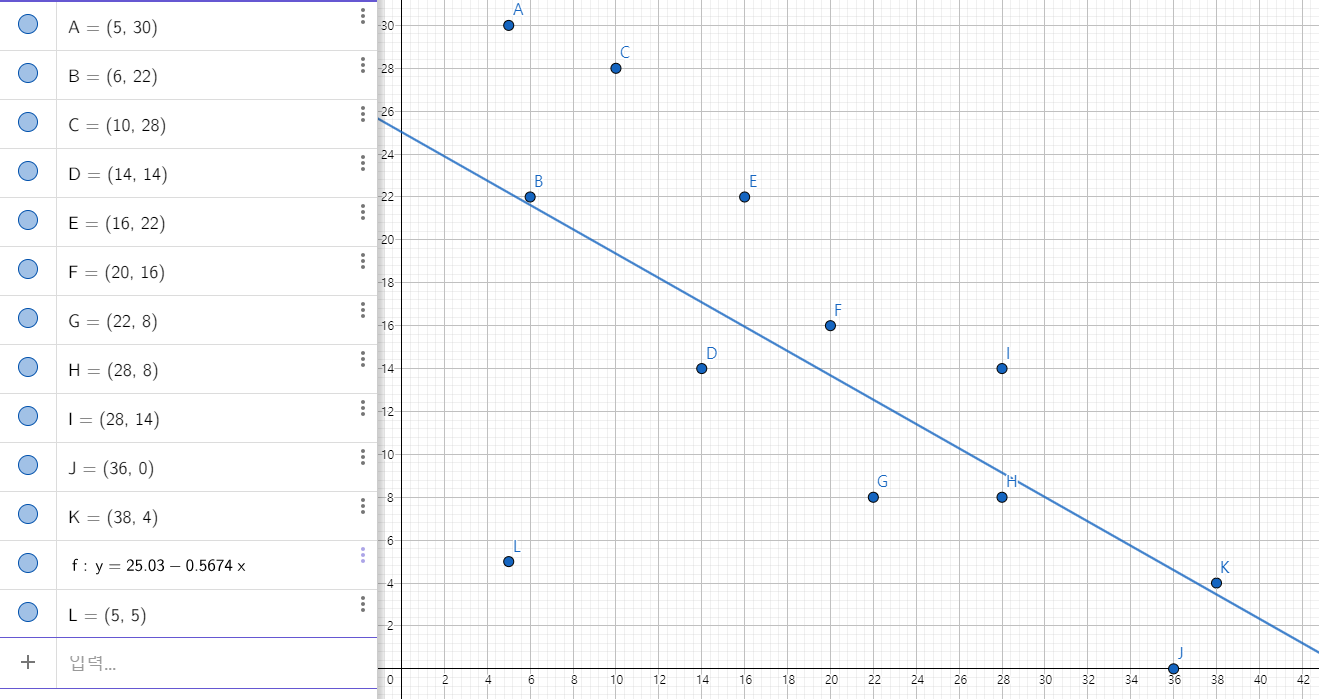 A = (5, 30)
B = (6, 22)
C = (10, 28)
D = (14, 14)
E = (16, 22)
F = (20, 16)
G = (22, 8)
H = (28, 8)
I = (28, 14)
J = (36, 0)
K = (38, 4)
f : y = 25.03 − 0.5674 x
L = (5, 5)
+ 입력...
30
28
26
24
22
20
18
16
14
12
10
8
6
4
2
0 2 4 6 8 10 12 14 16 18 20 22 24 26 28 30 32 34 36 38 40 42
A
C
B
E
F
D
I
G
H
L
K
J